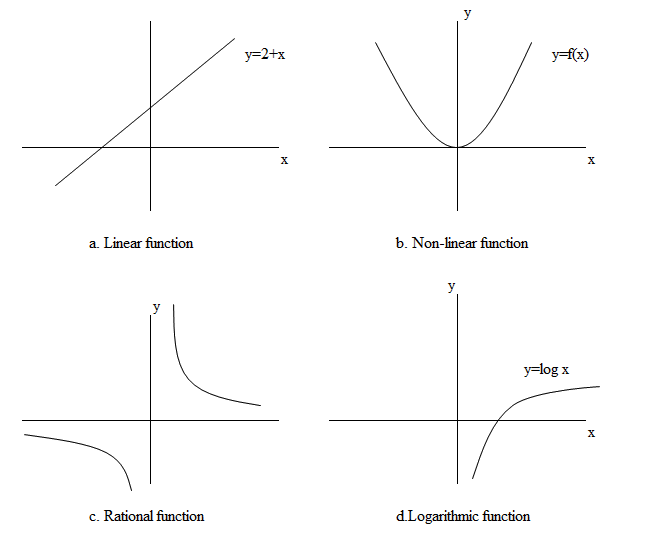 y
y=2+x
y=f(x)
x
x
a. Linear function
b. Non-linear function
y
y
y=log x
x
c. Rational function
d.Logarithmic function